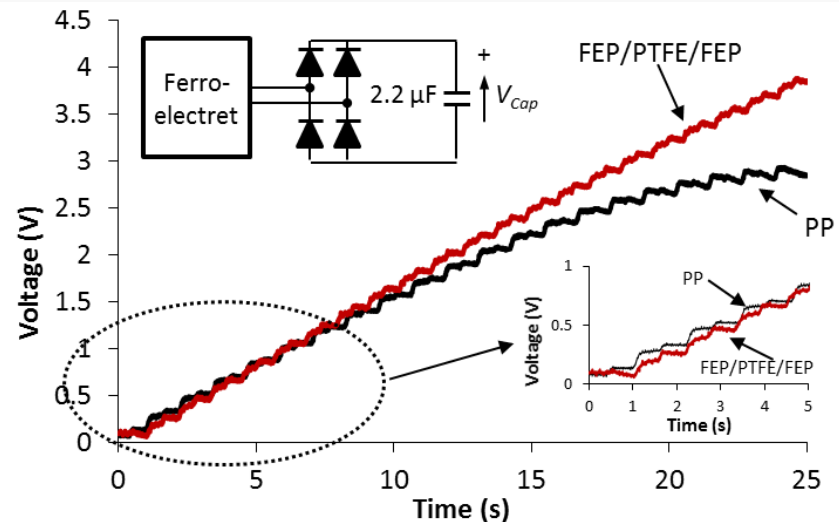 4.5
4
3.5
3
2.5
2
1.5
1
0.5
0
Voltage (V)
0
5
10
15
20
25
Time (s)
Ferro-
electret
2.2 µF
+
V_Cap
FEP/PTFE/FEP
PP
1
0.5
0
Voltage (V)
PP
FEP/PTFE/FEP
0
1
2
3
4
5
Time (s)